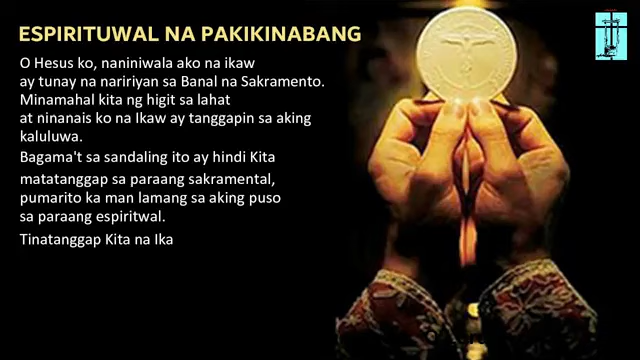 ESPIRITUWAL NA PAKIKINABANG
O Hesus ko, naniniwala ako na ikaw
ay tunay na naririyan sa Banal na Sakramento.
Minamahal kita ng higit sa lahat
at ninanais ko na Ikaw ay tanggapin sa aking
kaluluwa.
Bagama't sa sandaling ito ay hindi Kita
matatanggap sa paraang sakramental,
pumarito ka man lamang sa aking puso
sa paraang espiritwal.
Tinatanggap Kita na Ika